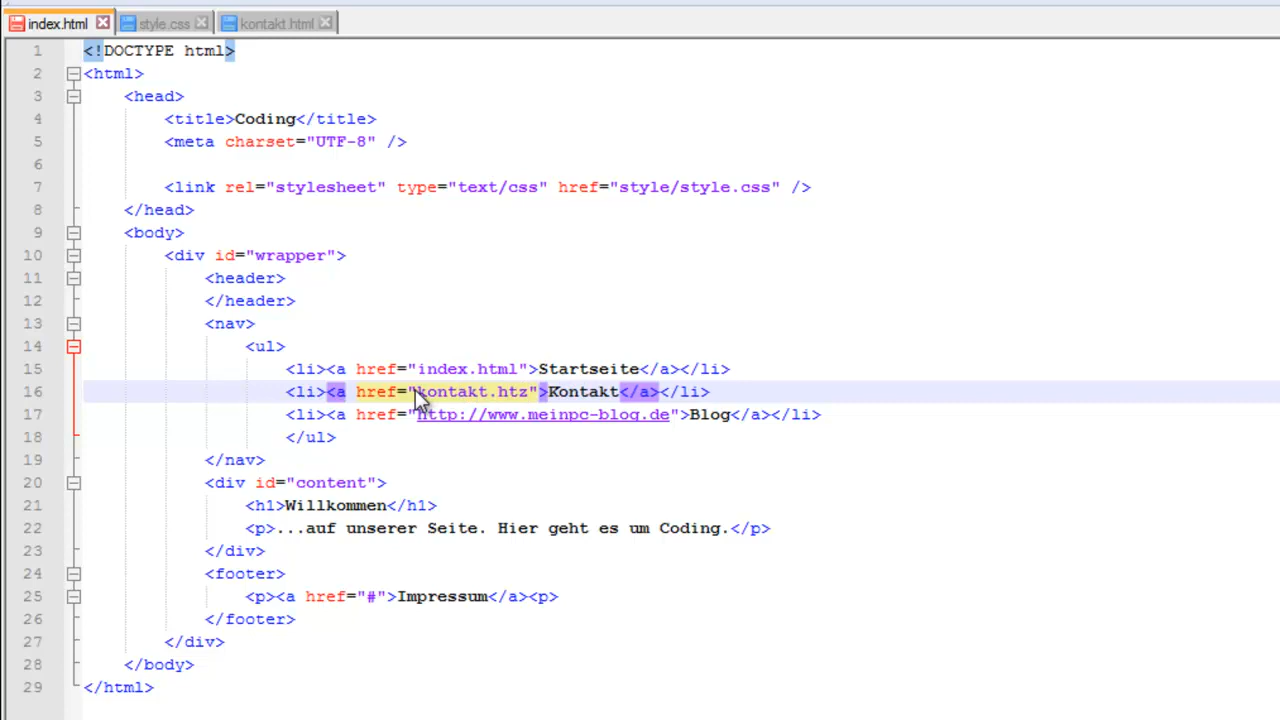 index.html style.css kontakt.html
1 <!DOCTYPE html>
2 <html>
3 <head>
4 <title>Coding</title>
5 <meta charset="UTF-8" />
6
7 <link rel="stylesheet" type="text/css" href="style/style.css" />
8 </head>
9 <body>
10 <div id="wrapper">
11 <header>
12 </header>
13 <nav>
14 <ul>
15 <li><a href="index.html">Startseite</a></li>
16 <li><a href="kontakt.htz">Kontakt</a></li>
17 <li><a href="http://www.meinpc-blog.de">Blog</a></li>
18 </ul>
19 </nav>
20 <div id="content">
21 <h1>Willkommen</h1>
22 <p>...auf unserer Seite. Hier geht es um Coding.</p>
23 </div>
24 <footer>
25 <p><a href="#">Impressum</a><p>
26 </footer>
27 </div>
28 </body>
29 </html>